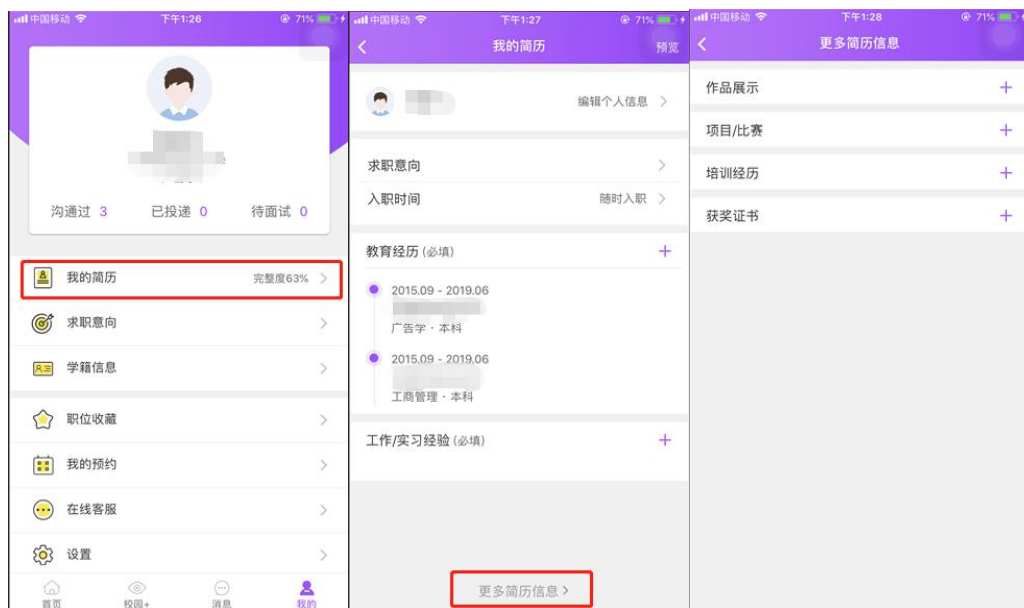 中国移动 下午1:26 71%
沟通过 3 已投递 0 待面试 0
我的简历 完整度63%
求职意向
学籍信息
职位收藏
我的预约
在线客服
设置
首页 校园+ 消息 我的
中国移动 下午1:27 71%
我的简历 预览
编辑个人信息
求职意向
入职时间 随时入职
教育经历 (必填)
2015.09 - 2019.06
广告学 · 本科
2015.09 - 2019.06
工商管理 · 本科
工作/实习经验 (必填)
更多简历信息
中国移动 下午1:28 71%
更多简历信息
作品展示
项目/比赛
培训经历
获奖证书